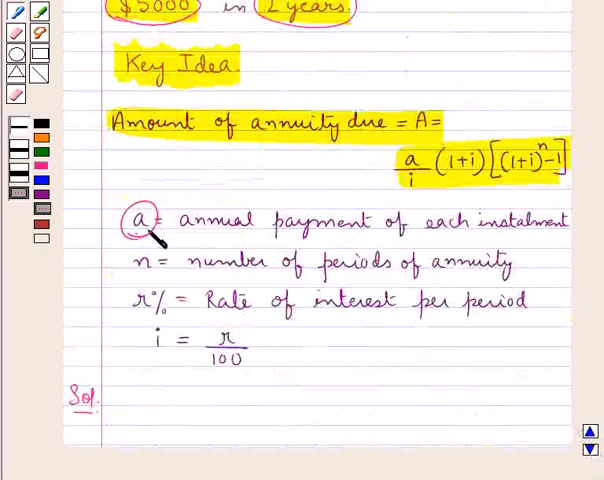 $5000 in 2 years.
Key Idea
Amount of annuity due = A =
a/i (1+i) [(1+i)^n - 1]
a = annual payment of each instalment
n = number of periods of annuity
r% = Rate of interest per period
i = r/100
Sol.